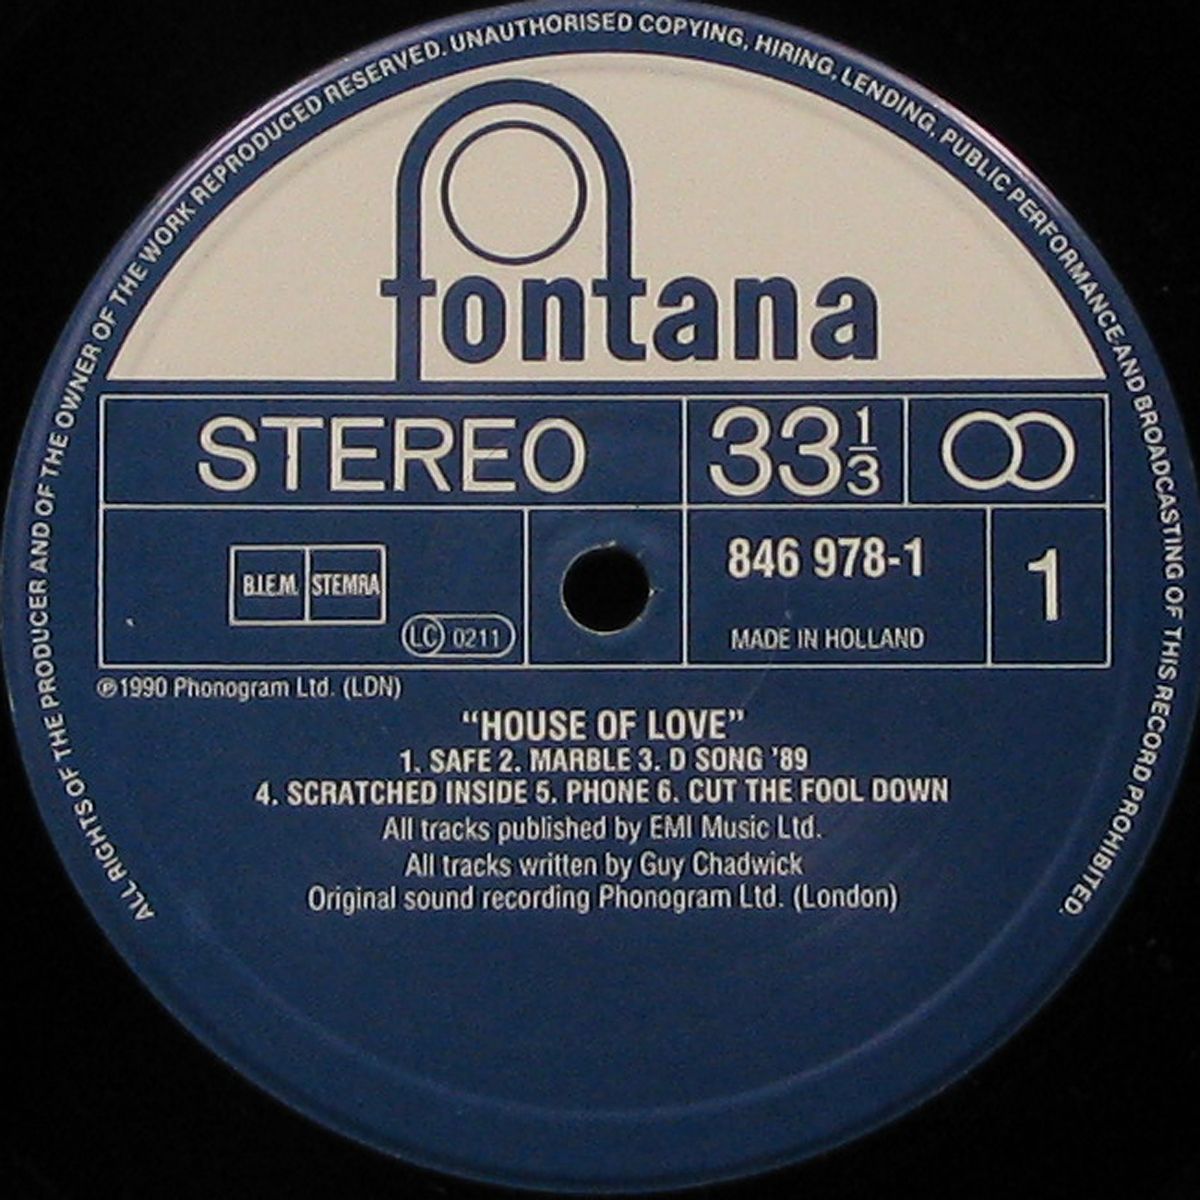 ALL RIGHTS OF THE PRODUCER AND OF THE OWNER OF THE WORK REPRODUCED RESERVED. UNAUTHORISED COPYING, HIRING, LENDING, PUBLIC PERFORMANCE AND BROADCASTING OF THIS RECORD PROHIBITED.
fontana
STEREO 33 1/3
B.I.E.M. STEMRA LC 0211 846 978-1 1
MADE IN HOLLAND
℗1990 Phonogram Ltd. (LDN)
“HOUSE OF LOVE”
1. SAFE 2. MARBLE 3. D SONG '89
4. SCRATCHED INSIDE 5. PHONE 6. CUT THE FOOL DOWN
All tracks published by EMI Music Ltd.
All tracks written by Guy Chadwick
Original sound recording Phonogram Ltd. (London)